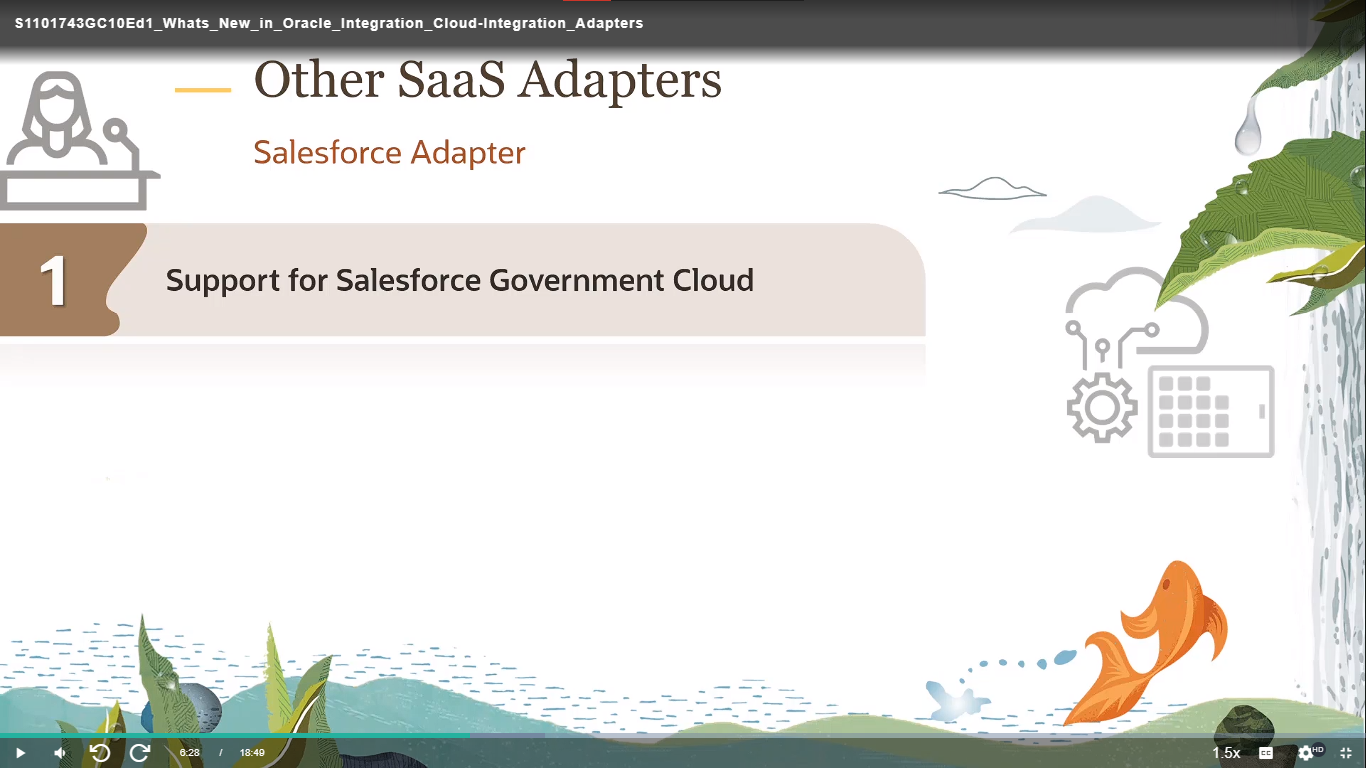 S1101743GC10Ed1_Whats_New_in_Oracle_Integration_Cloud-Integration_Adapters
Other SaaS Adapters
Salesforce Adapter
1 Support for Salesforce Government Cloud
6:28 / 18:49 1.5x CC HD